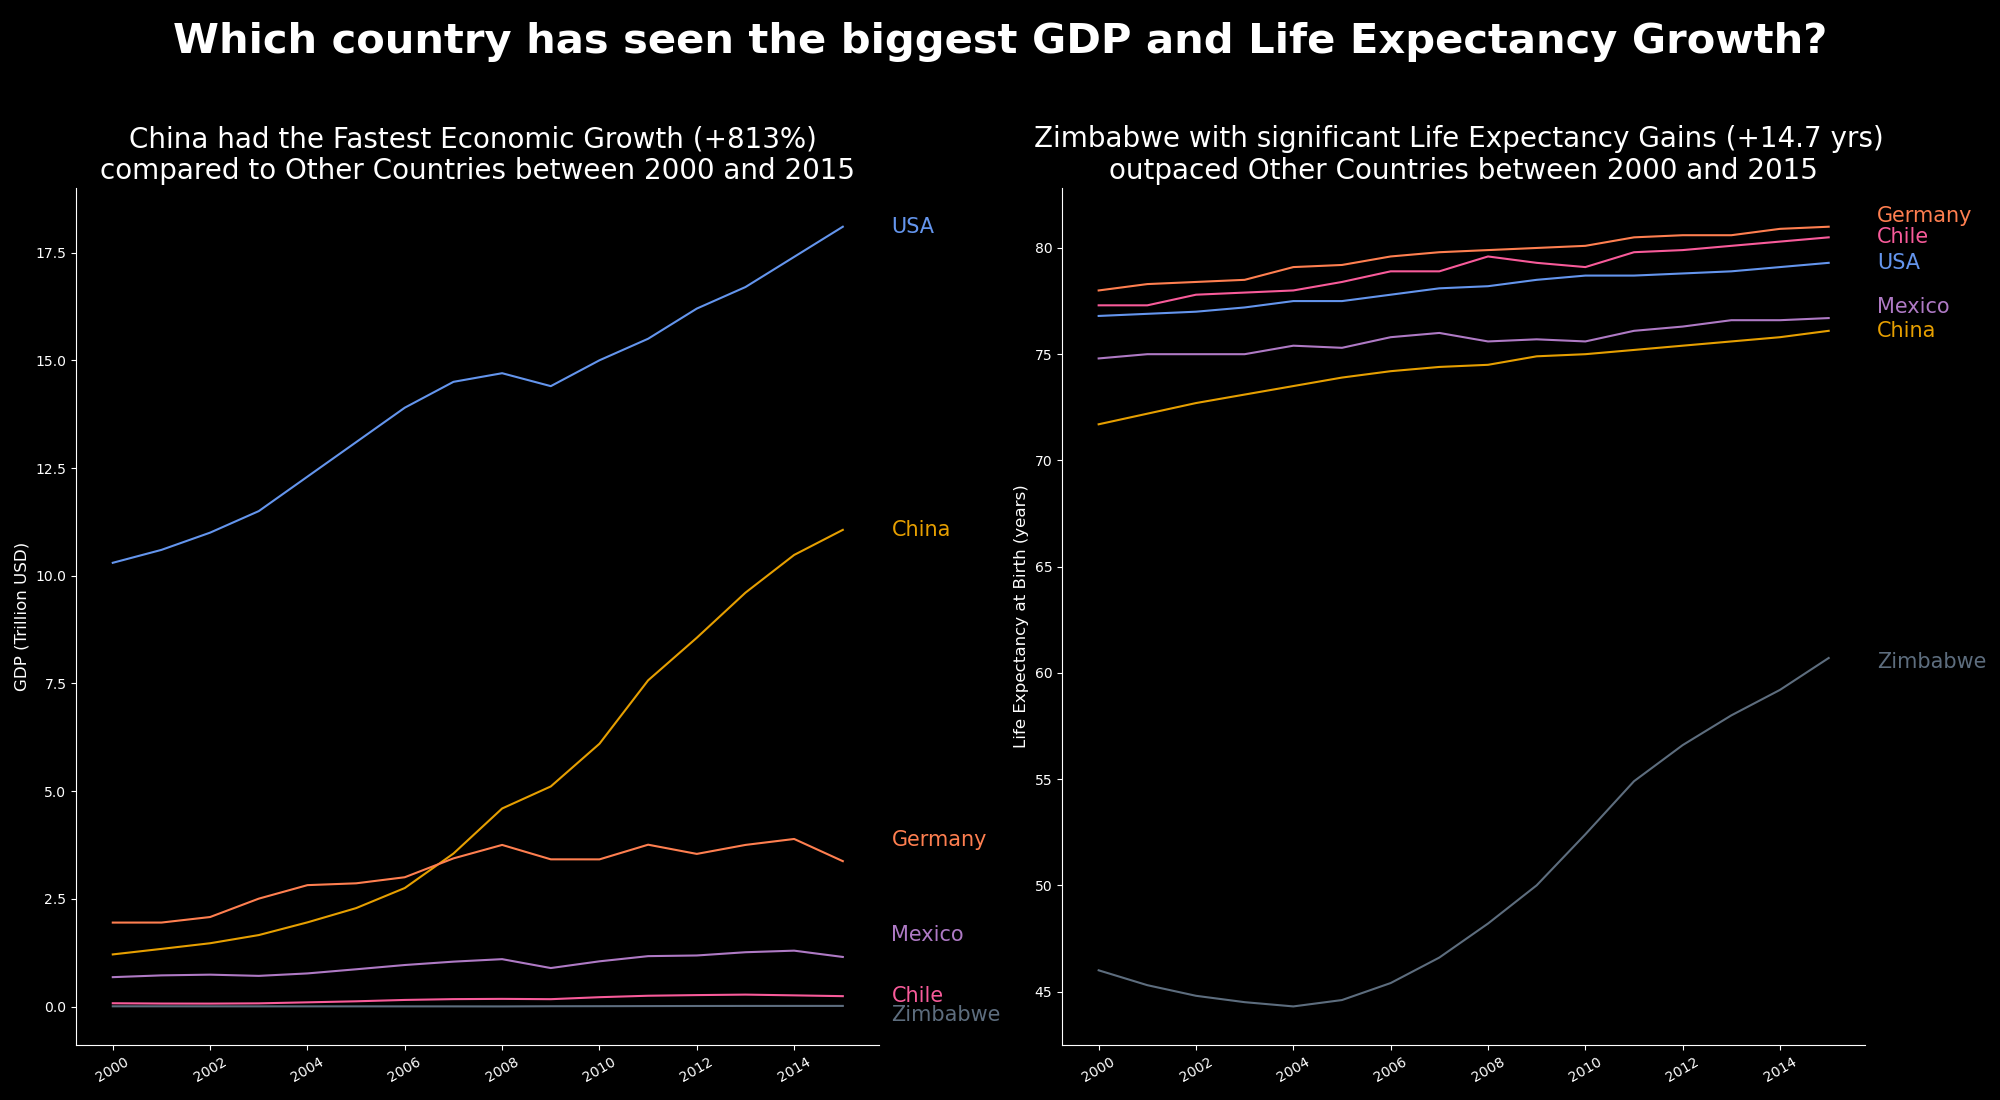 Which country has seen the biggest GDP and Life Expectancy Growth?
China had the Fastest Economic Growth (+813%)
compared to Other Countries between 2000 and 2015
GDP (Trillion USD)
17.5
15.0
12.5
10.0
7.5
5.0
2.5
0.0
2000
2002
2004
2006
2008
2010
2012
2014
USA
China
Germany
Mexico
Chile
Zimbabwe
Zimbabwe with significant Life Expectancy Gains (+14.7 yrs)
outpaced Other Countries between 2000 and 2015
Life Expectancy at Birth (years)
80
75
70
65
60
55
50
45
2000
2002
2004
2006
2008
2010
2012
2014
Germany
Chile
USA
Mexico
China
Zimbabwe